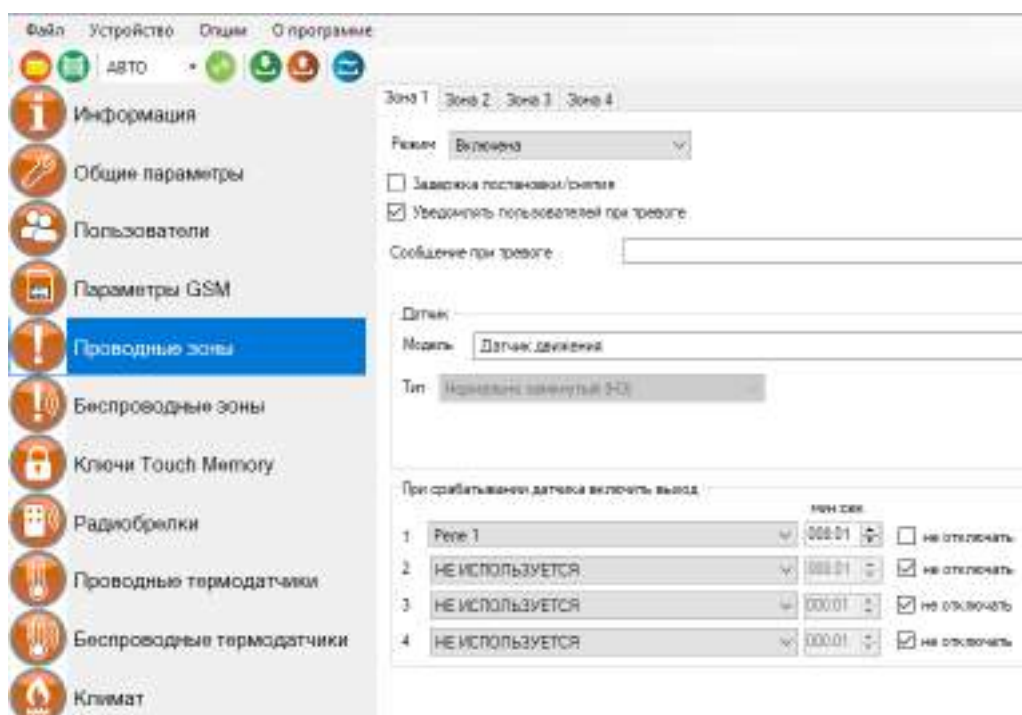 Файл Устройство Опции О программе
АВТО
Информация
Общие параметры
Пользователи
Параметры GSM
Проводные зоны
Беспроводные зоны
Ключи Touch Memory
Радиобрелки
Проводные термодатчики
Беспроводные термодатчики
Климат
Зона 1 Зона 2 Зона 3 Зона 4
Режим Включена
Задержка постановки/снятия
Уведомлять пользователей при тревоге
Сообщение при тревоге
Датчик
Модель Датчик движения
Тип Нормально замкнутый
При срабатывании датчика включить выход
мин:сек
1 Реле 1 000:01 не отключать
2 НЕ ИСПОЛЬЗУЕТСЯ 000:01 не отключать
3 НЕ ИСПОЛЬЗУЕТСЯ 000:01 не отключать
4 НЕ ИСПОЛЬЗУЕТСЯ 000:01 не отключать